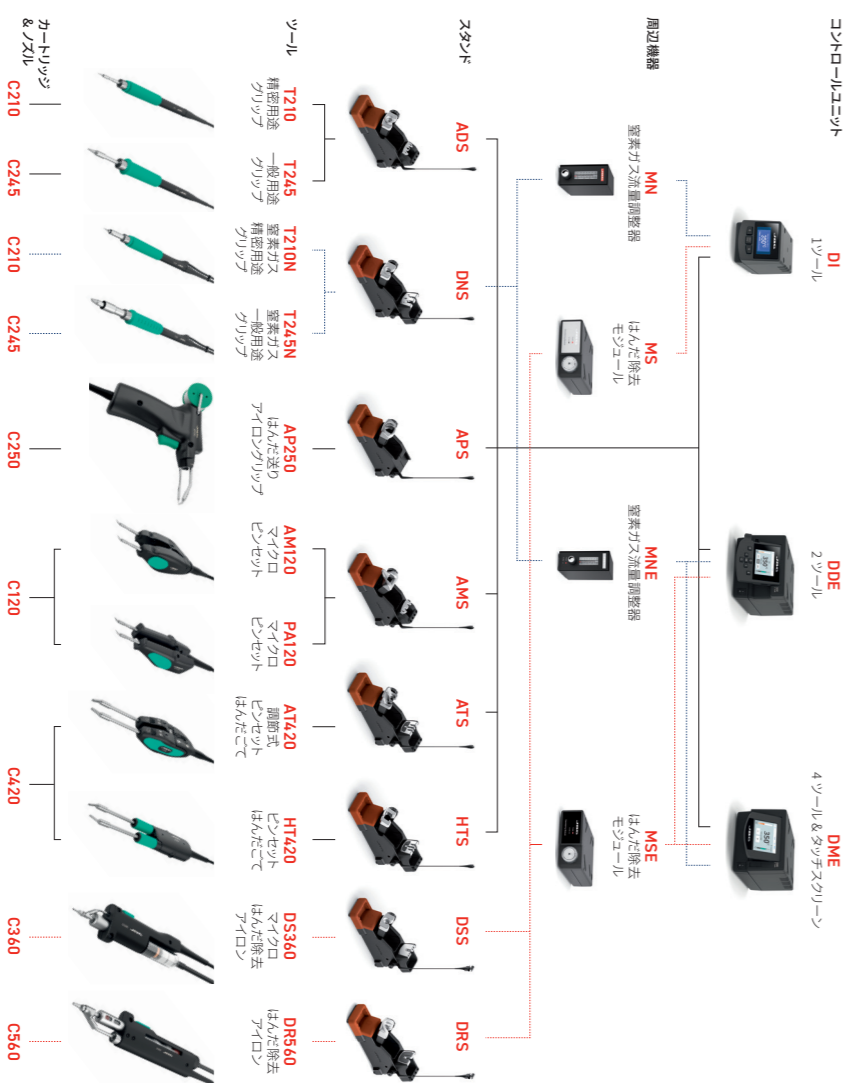 コントロールユニット
DI
1ツール
DDE
2 ツール
DME
4 ツール & タッチスクリーン
周辺機器
MN
窒素ガス流量調整器
MS
はんだ除去
モジュール
MNE
窒素ガス流量調整器
MSE
はんだ除去
モジュール
スタンド
ADS
DNS
APS
AMS
ATS
HTS
DSS
DRS
ツール
T210
精密用途
グリップ
T245
一般用途
グリップ
T210N
窒素ガス
精密用途
グリップ
T245N
窒素ガス
一般用途
グリップ
AP250
はんだ送り
アイロングリップ
AM120
マイクロ
ピンセット
PA120
マイクロ
ピンセット
AT420
調節式
ピンセット
はんだごて
HT420
ピンセット
はんだごて
DS360
マイクロ
はんだ除去
アイロン
DR560
はんだ除去
アイロン
カートリッジ
& ノズル
C210
C245
C210
C245
C250
C120
C420
C360
C560